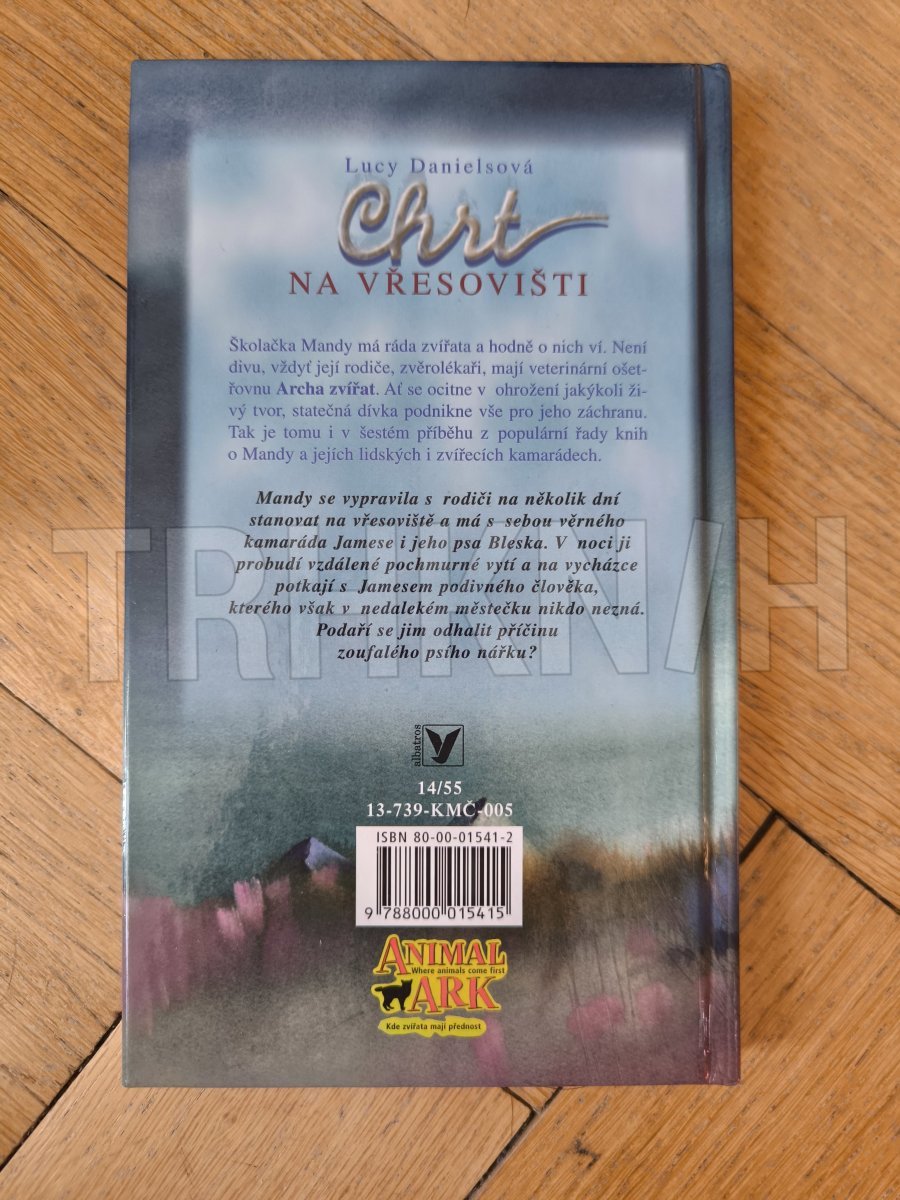 Lucy Danielsová
Chrt
NA VŘESOVIŠTI
Školačka Mandy má ráda zvířata a hodně o nich ví. Není
divu, vždyť její rodiče, zvěrolékaři, mají veterinární ošet-
řovnu Archa zvířat. Ať se ocitne v ohrožení jakýkoli ži-
vý tvor, statečná dívka podnikne vše pro jeho záchranu.
Tak je tomu i v šestém příběhu z populární řady knih
o Mandy a jejích lidských i zvířecích kamarádech.
Mandy se vypravila s rodiči na několik dní
stanovat na vřesoviště a má s sebou věrného
kamaráda Jamese i jeho psa Bleska. V noci ji
probudí vzdálené pochmurné vytí a na vycházce
potkají s Jamesem podivného člověka,
kterého však v nedalekém městečku nikdo nezná.
Podaří se jim odhalit příčinu
zoufalého psího nářku?
albatros
14/55
13-739-KMČ-005
ISBN 80-00-01541-2
9 788000 015415
ANIMAL
Where animals come first
ARK
Kde zvířata mají přednost